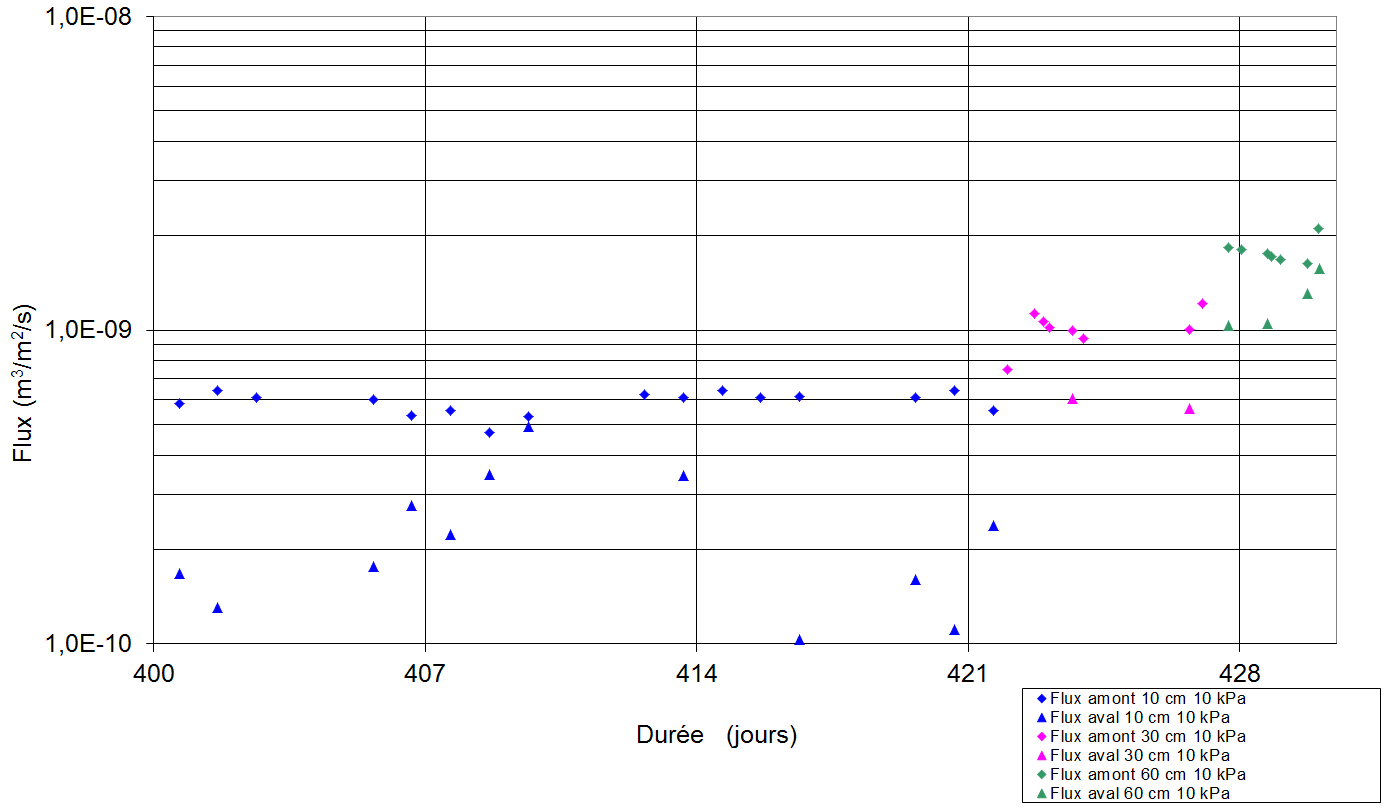 1,0E-08
1,0E-09
1,0E-10
Flux (m³/m²/s)
400 407 414 421 428
Durée (jours)
Flux amont 10 cm 10 kPa
Flux aval 10 cm 10 kPa
Flux amont 30 cm 10 kPa
Flux aval 30 cm 10 kPa
Flux amont 60 cm 10 kPa
Flux aval 60 cm 10 kPa